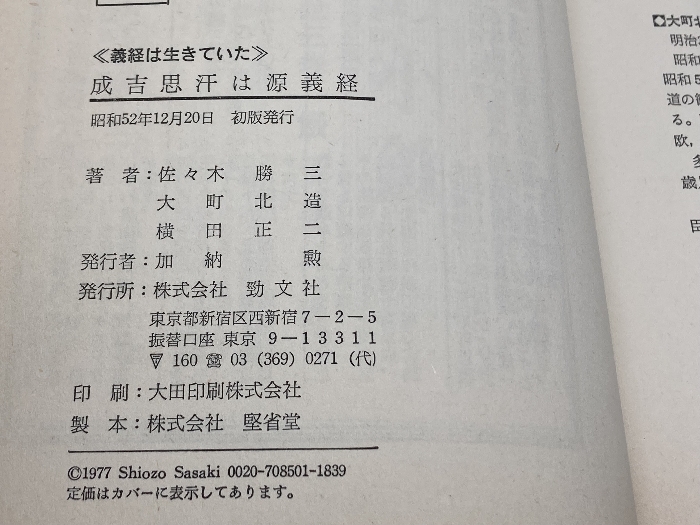 ≪義経は生きていた≫
成吉思汗は源義経
昭和52年12月20日 初版発行
著者：佐々木勝三
大町北造
横田正二
発行者：加納勲
発行所：株式会社 勁文社
東京都新宿区西新宿7－2－5
振替口座 東京 9－13311
〒160 ☎ 03 (369) 0271 (代)
印刷：大田印刷株式会社
製本：株式会社 堅省堂
©1977 Shiozo Sasaki 0020-708501-1839
定価はカバーに表示してあります。
大町
明治
昭和
昭和5
道の
る。
欧，
歳